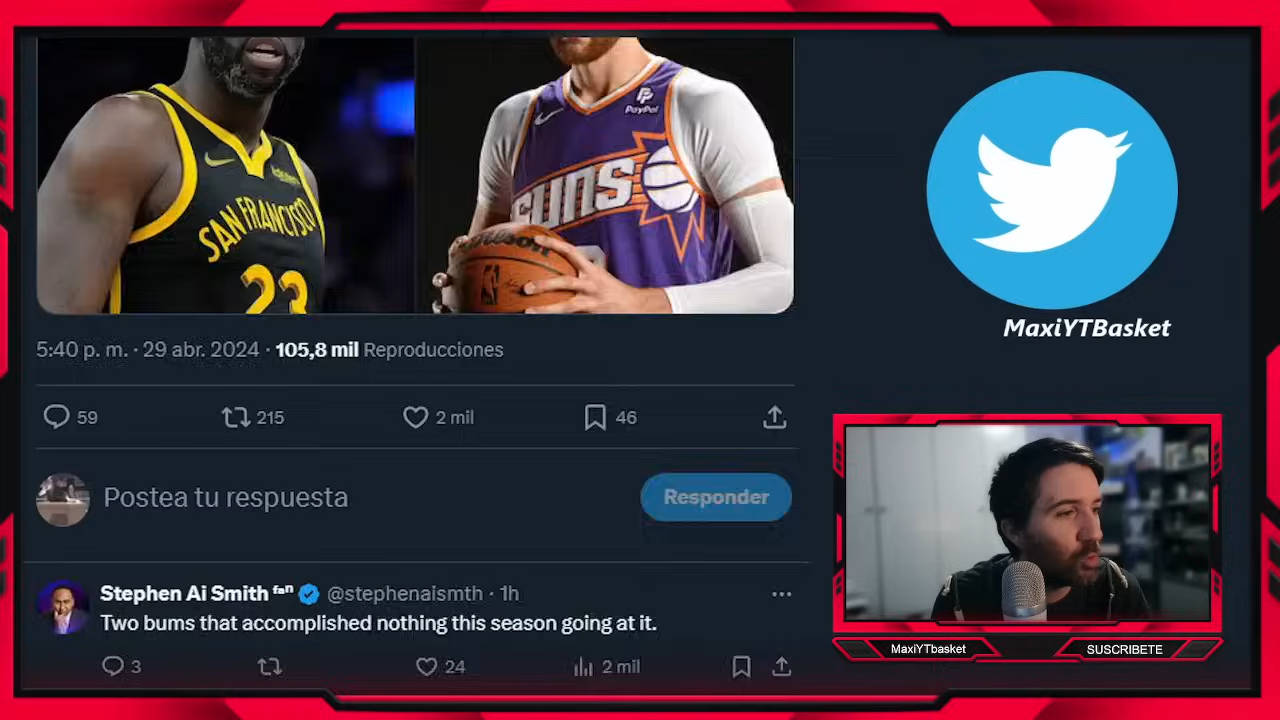 PayPal
SUNS
Wilson
SAN FRANCISCO
23
MaxiYTBasket
5:40 p. m. · 29 abr. 2024 · 105,8 mil Reproducciones
59 215 2 mil 46
Postea tu respuesta
Responder
Stephen Ai Smith ᶠᵃⁿ @stephenaismth · 1h
Two bums that accomplished nothing this season going at it.
3 24 2 mil
MaxiYTbasket
SUSCRIBETE